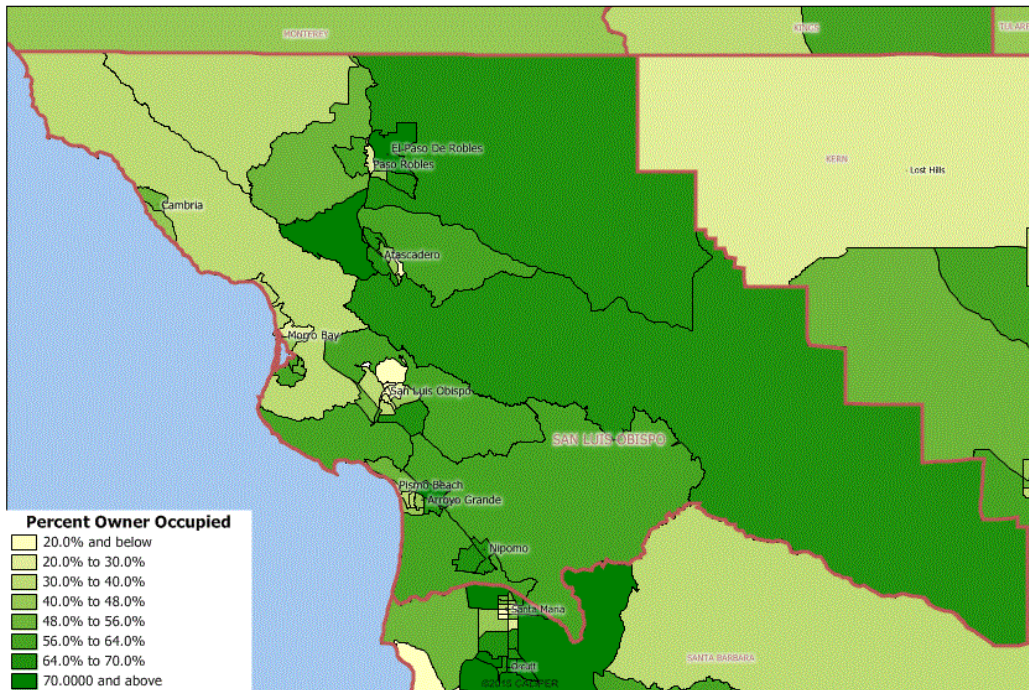 MONTEREY
KINGS
TULARE
El Paso De Robles
Paso Robles
KERN
Lost Hills
Cambria
Atascadero
Morro Bay
San Luis Obispo
SAN LUIS OBISPO
Pismo Beach
Arroyo Grande
Nipomo
Santa Maria
SANTA BARBARA
Orcutt
©2015 CALIPER
Percent Owner Occupied
20.0% and below
20.0% to 30.0%
30.0% to 40.0%
40.0% to 48.0%
48.0% to 56.0%
56.0% to 64.0%
64.0% to 70.0%
70.0000 and above